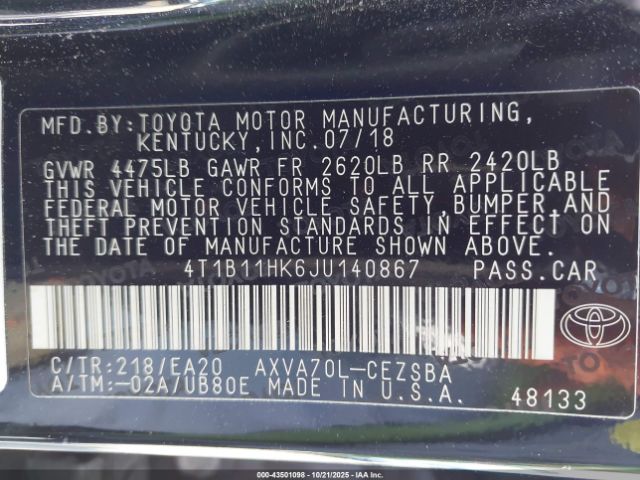 MFD.BY:TOYOTA MOTOR MANUFACTURING,
KENTUCKY,INC.07/18
GVWR 4475LB GAWR FR 2620LB RR 2420LB
THIS VEHICLE CONFORMS TO ALL APPLICABLE
FEDERAL MOTOR VEHICLE SAFETY,BUMPER,AND
THEFT PREVENTION STANDARDS IN EFFECT ON
THE DATE OF MANUFACTURE SHOWN ABOVE.
4T1B11HK6JU140867 PASS.CAR
C/TR:218/EA20 AXVA70L-CEZSBA
A/TM:-02A/UB80E MADE IN U.S.A. 48133
000-43501098 10/21/2025 IAAI.COM